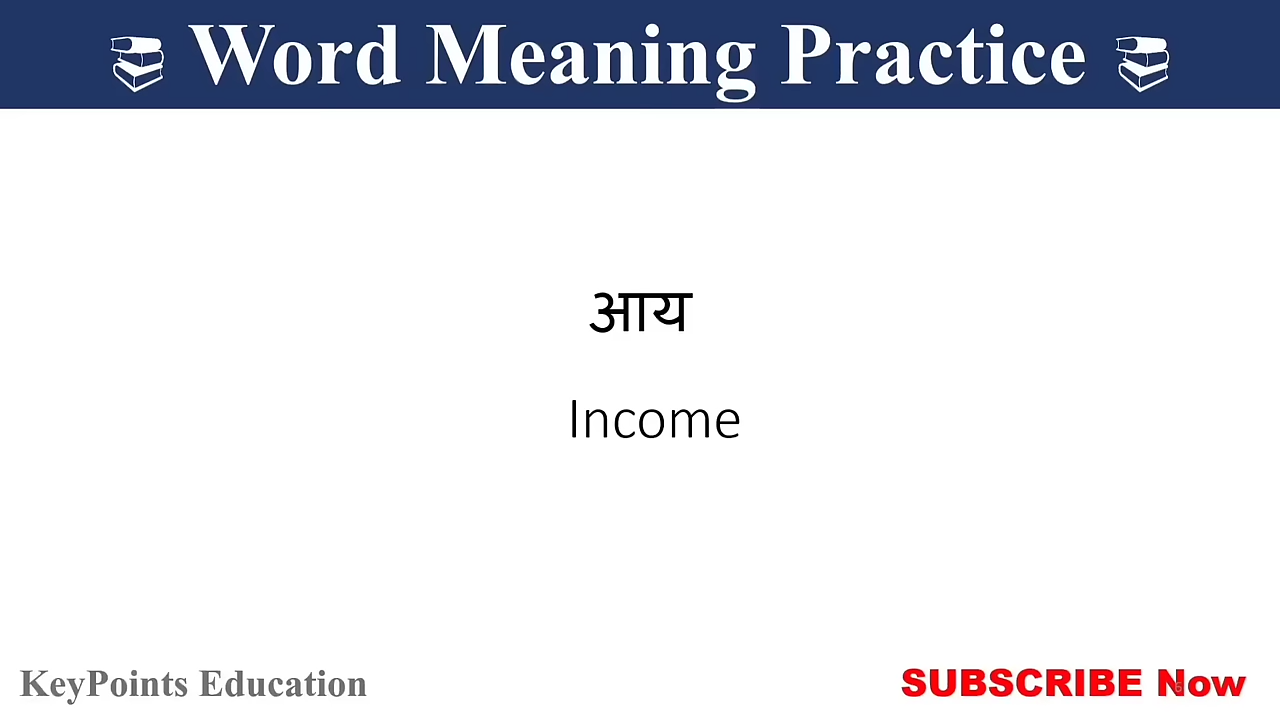 Word Meaning Practice
आय
Income
KeyPoints Education
SUBSCRIBE Now